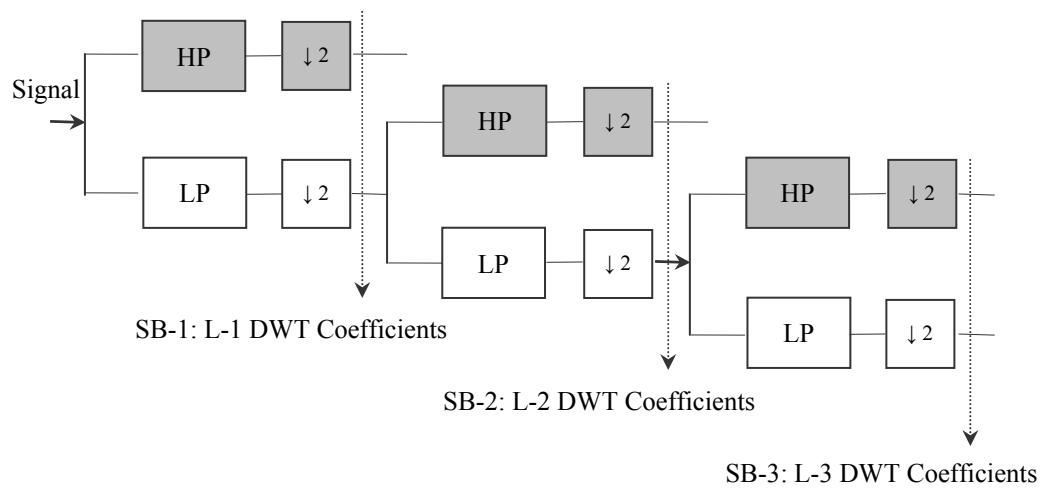 HP
↓ 2
Signal
HP
↓ 2
LP
↓ 2
HP
↓ 2
LP
↓ 2
SB-1: L-1 DWT Coefficients
LP
↓ 2
SB-2: L-2 DWT Coefficients
SB-3: L-3 DWT Coefficients